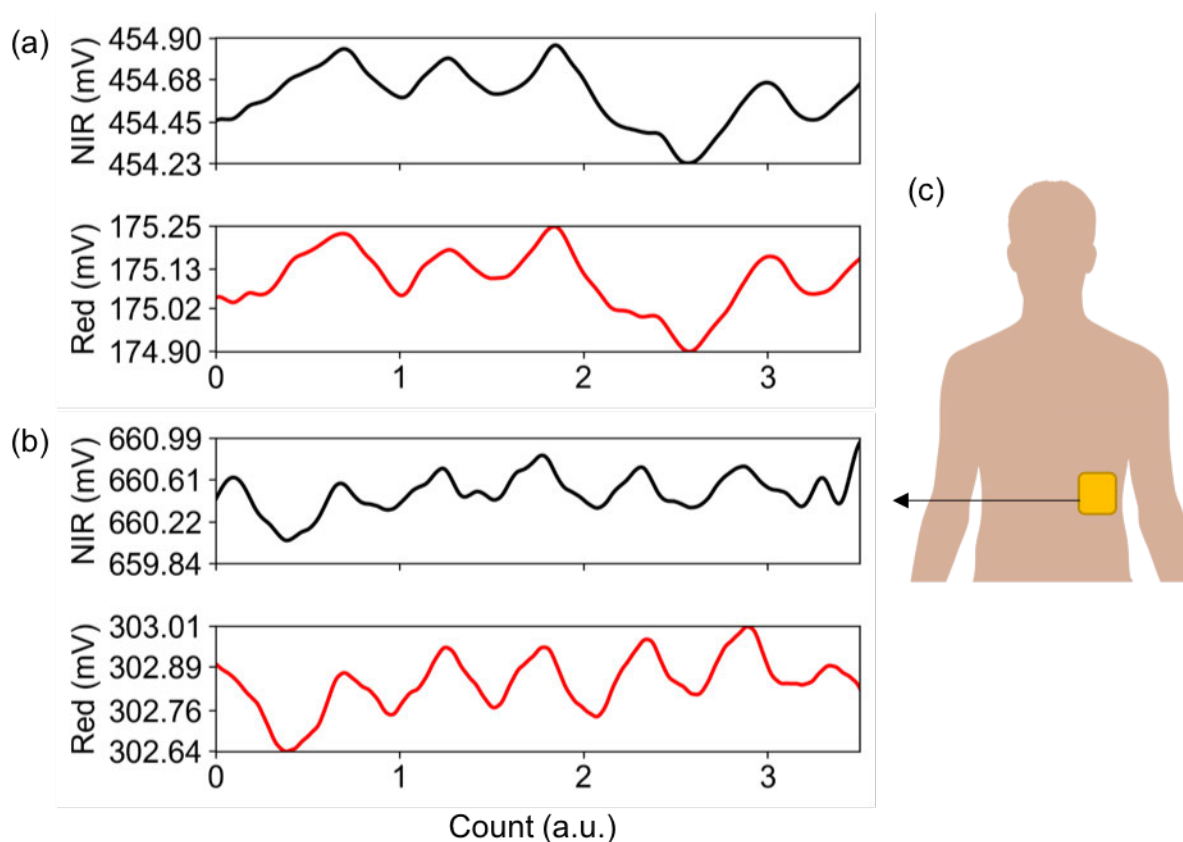 (a)
NIR (mV)
454.90
454.68
454.45
454.23
Red (mV)
175.25
175.13
175.02
174.90
0 1 2 3
(b)
NIR (mV)
660.99
660.61
660.22
659.84
Red (mV)
303.01
302.89
302.76
302.64
0 1 2 3
Count (a.u.)
(c)